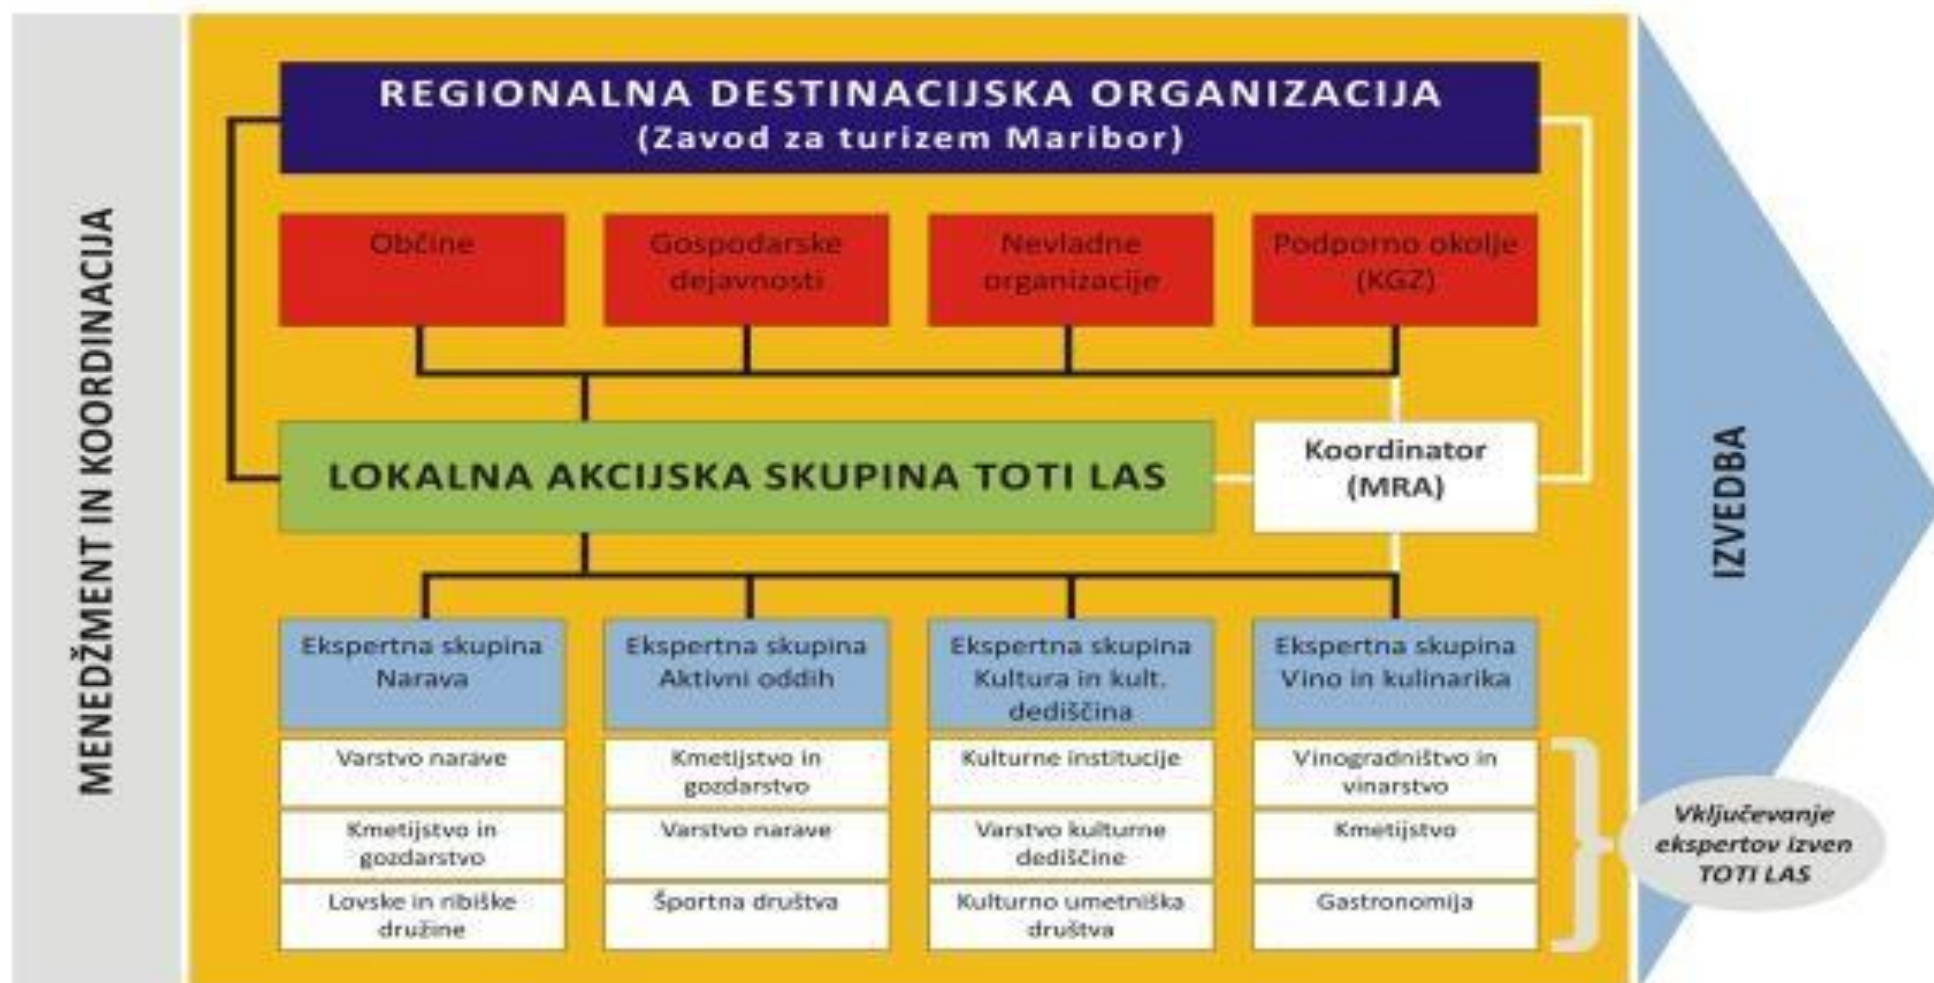 MENEDŽMENT IN KOORDINACIJA
REGIONALNA DESTINACIJSKA ORGANIZACIJA
(Zavod za turizem Maribor)
Občine
Gospodarske
dejavnosti
Nevladne
organizacije
Podporno okolje
(KGZ)
LOKALNA AKCIJSKA SKUPINA TOTI LAS
Koordinator
(MRA)
Ekspertna skupina
Narava
Ekspertna skupina
Aktivni oddih
Ekspertna skupina
Kultura in kult.
dediščina
Ekspertna skupina
Vino in kulinarika
Varstvo narave
Kmetijstvo in
gozdarstvo
Kulturne institucije
Vinogradništvo in
vinarstvo
Kmetijstvo in
gozdarstvo
Varstvo narave
Varstvo kulturne
dediščine
Kmetijstvo
Lovske in ribiške
družine
Športna društva
Kulturno umetniška
društva
Gastronomija
IZVEDBA
Vključevanje
ekspertov izven
TOTI LAS